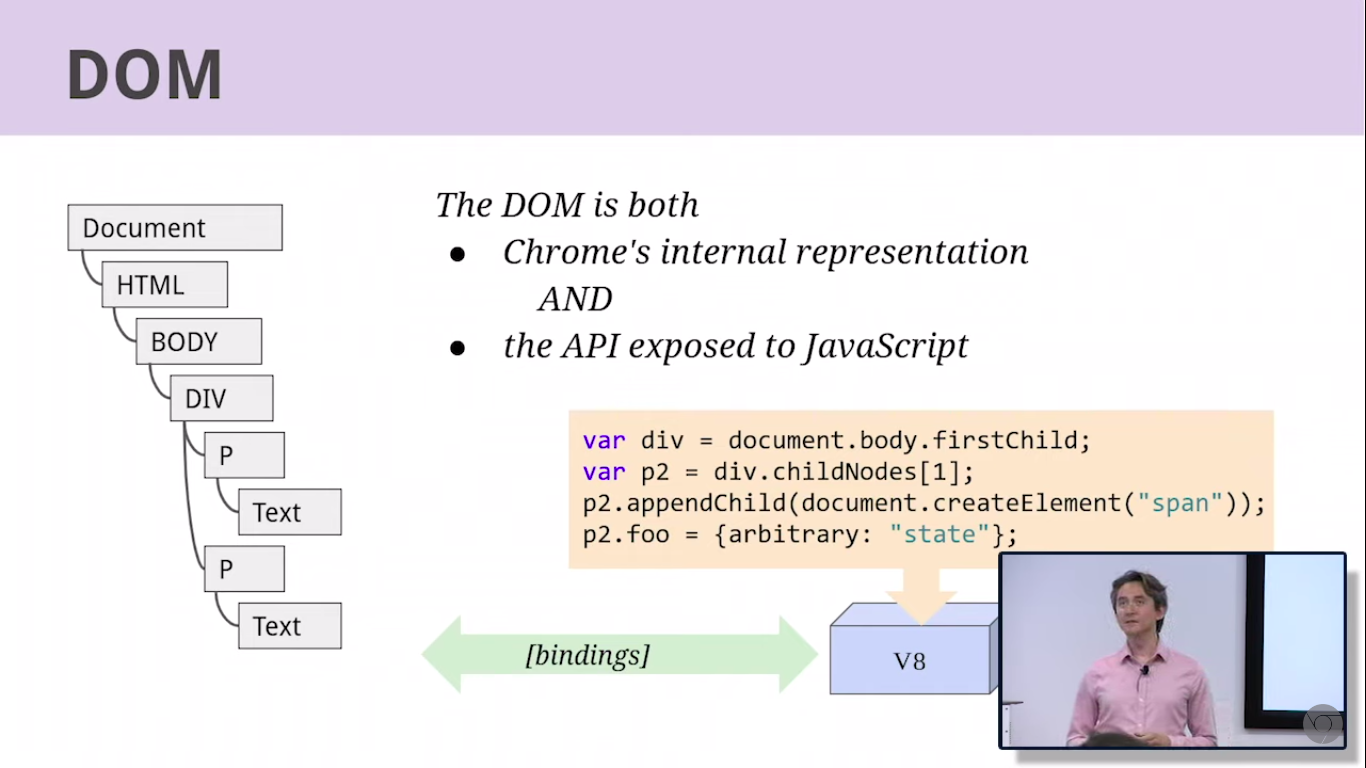 DOM
Document
HTML
BODY
DIV
P
Text
P
Text
The DOM is both
● Chrome's internal representation
AND
● the API exposed to JavaScript
var div = document.body.firstChild;
var p2 = div.childNodes[1];
p2.appendChild(document.createElement("span"));
p2.foo = {arbitrary: "state"};
[bindings]
V8